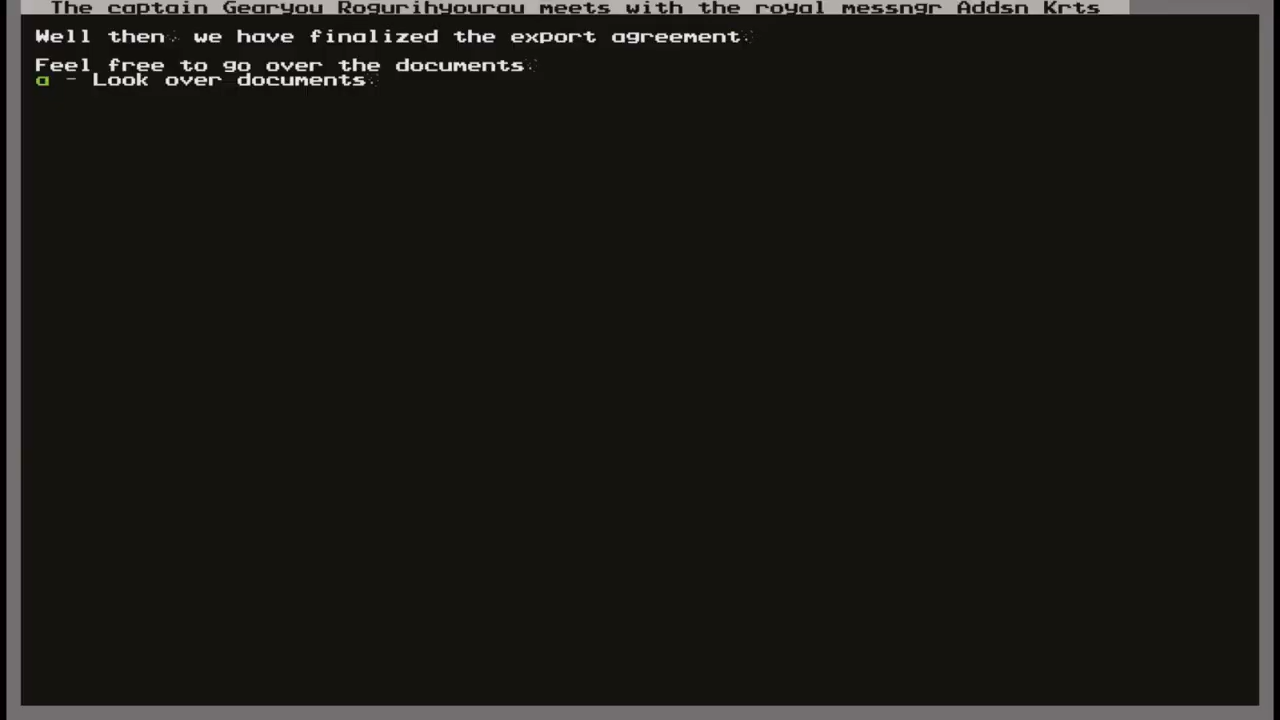 The captain Gearyou Rogurihyourau meets with the royal messngr Addsn Krts
Well then, we have finalized the export agreement.
Feel free to go over the documents.
a - Look over documents.